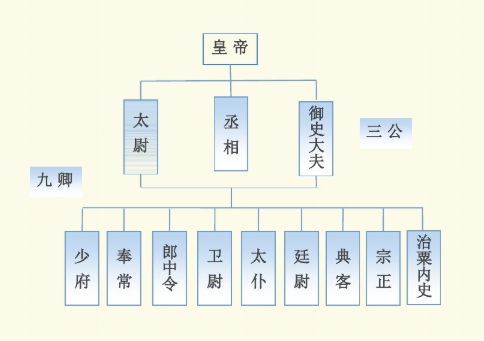 皇帝
太尉
丞相
御史大夫
三公
九卿
少府
奉常
郎中令
卫尉
太仆
廷尉
典客
宗正
治粟内史